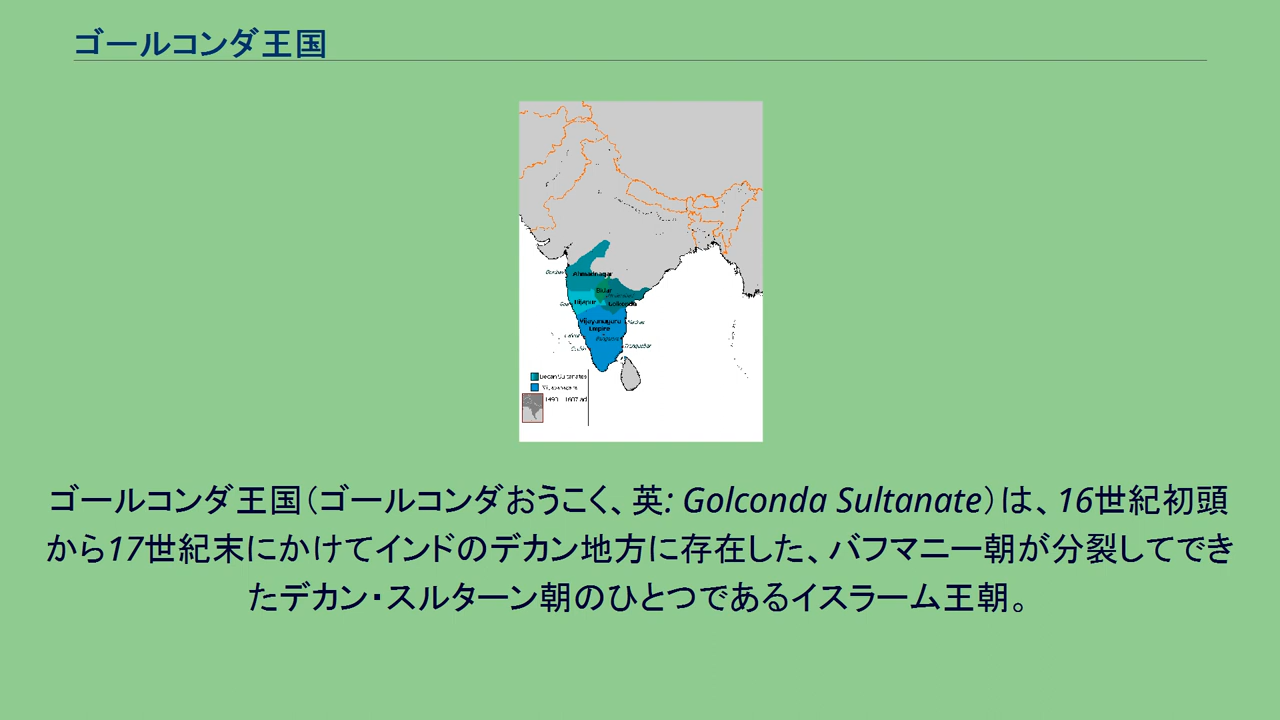 ゴールコンダ王国
Ahmadnagar
Bidar
Bijapur
Golkonda
Vijayanagara
Empire
Deccan Sultanates
ゴールコンダ王国（ゴールコンダおうこく、英: Golconda Sultanate）は、16世紀初頭
から17世紀末にかけてインドのデカン地方に存在した、バフマニー朝が分裂してでき
たデカン・スルターン朝のひとつであるイスラーム王朝。